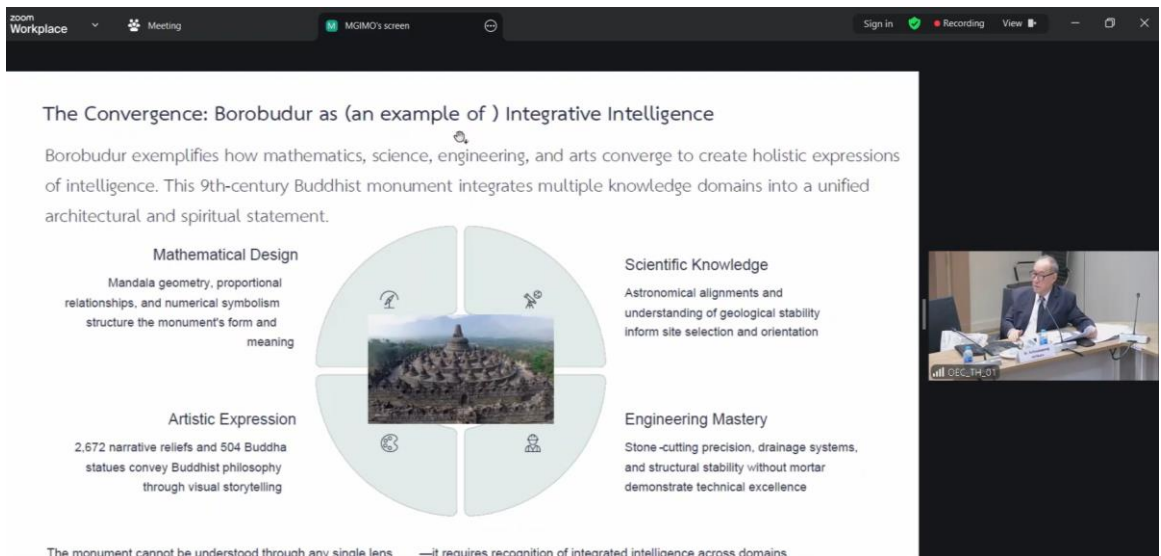 zoom
Workplace
Meeting
M MGIMO's screen
Sign in
Recording
View
The Convergence: Borobudur as (an example of ) Integrative Intelligence
Borobudur exemplifies how mathematics, science, engineering, and arts converge to create holistic expressions
of intelligence. This 9th-century Buddhist monument integrates multiple knowledge domains into a unified
architectural and spiritual statement.
Mathematical Design
Mandala geometry, proportional
relationships, and numerical symbolism
structure the monument's form and
meaning
Scientific Knowledge
Astronomical alignments and
understanding of geological stability
inform site selection and orientation
Artistic Expression
2,672 narrative reliefs and 504 Buddha
statues convey Buddhist philosophy
through visual storytelling
Engineering Mastery
Stone -cutting precision, drainage systems,
and structural stability without mortar
demonstrate technical excellence
The monument cannot be understood through any single lens —it requires recognition of integrated intelligence across domains
OEC_TH_01